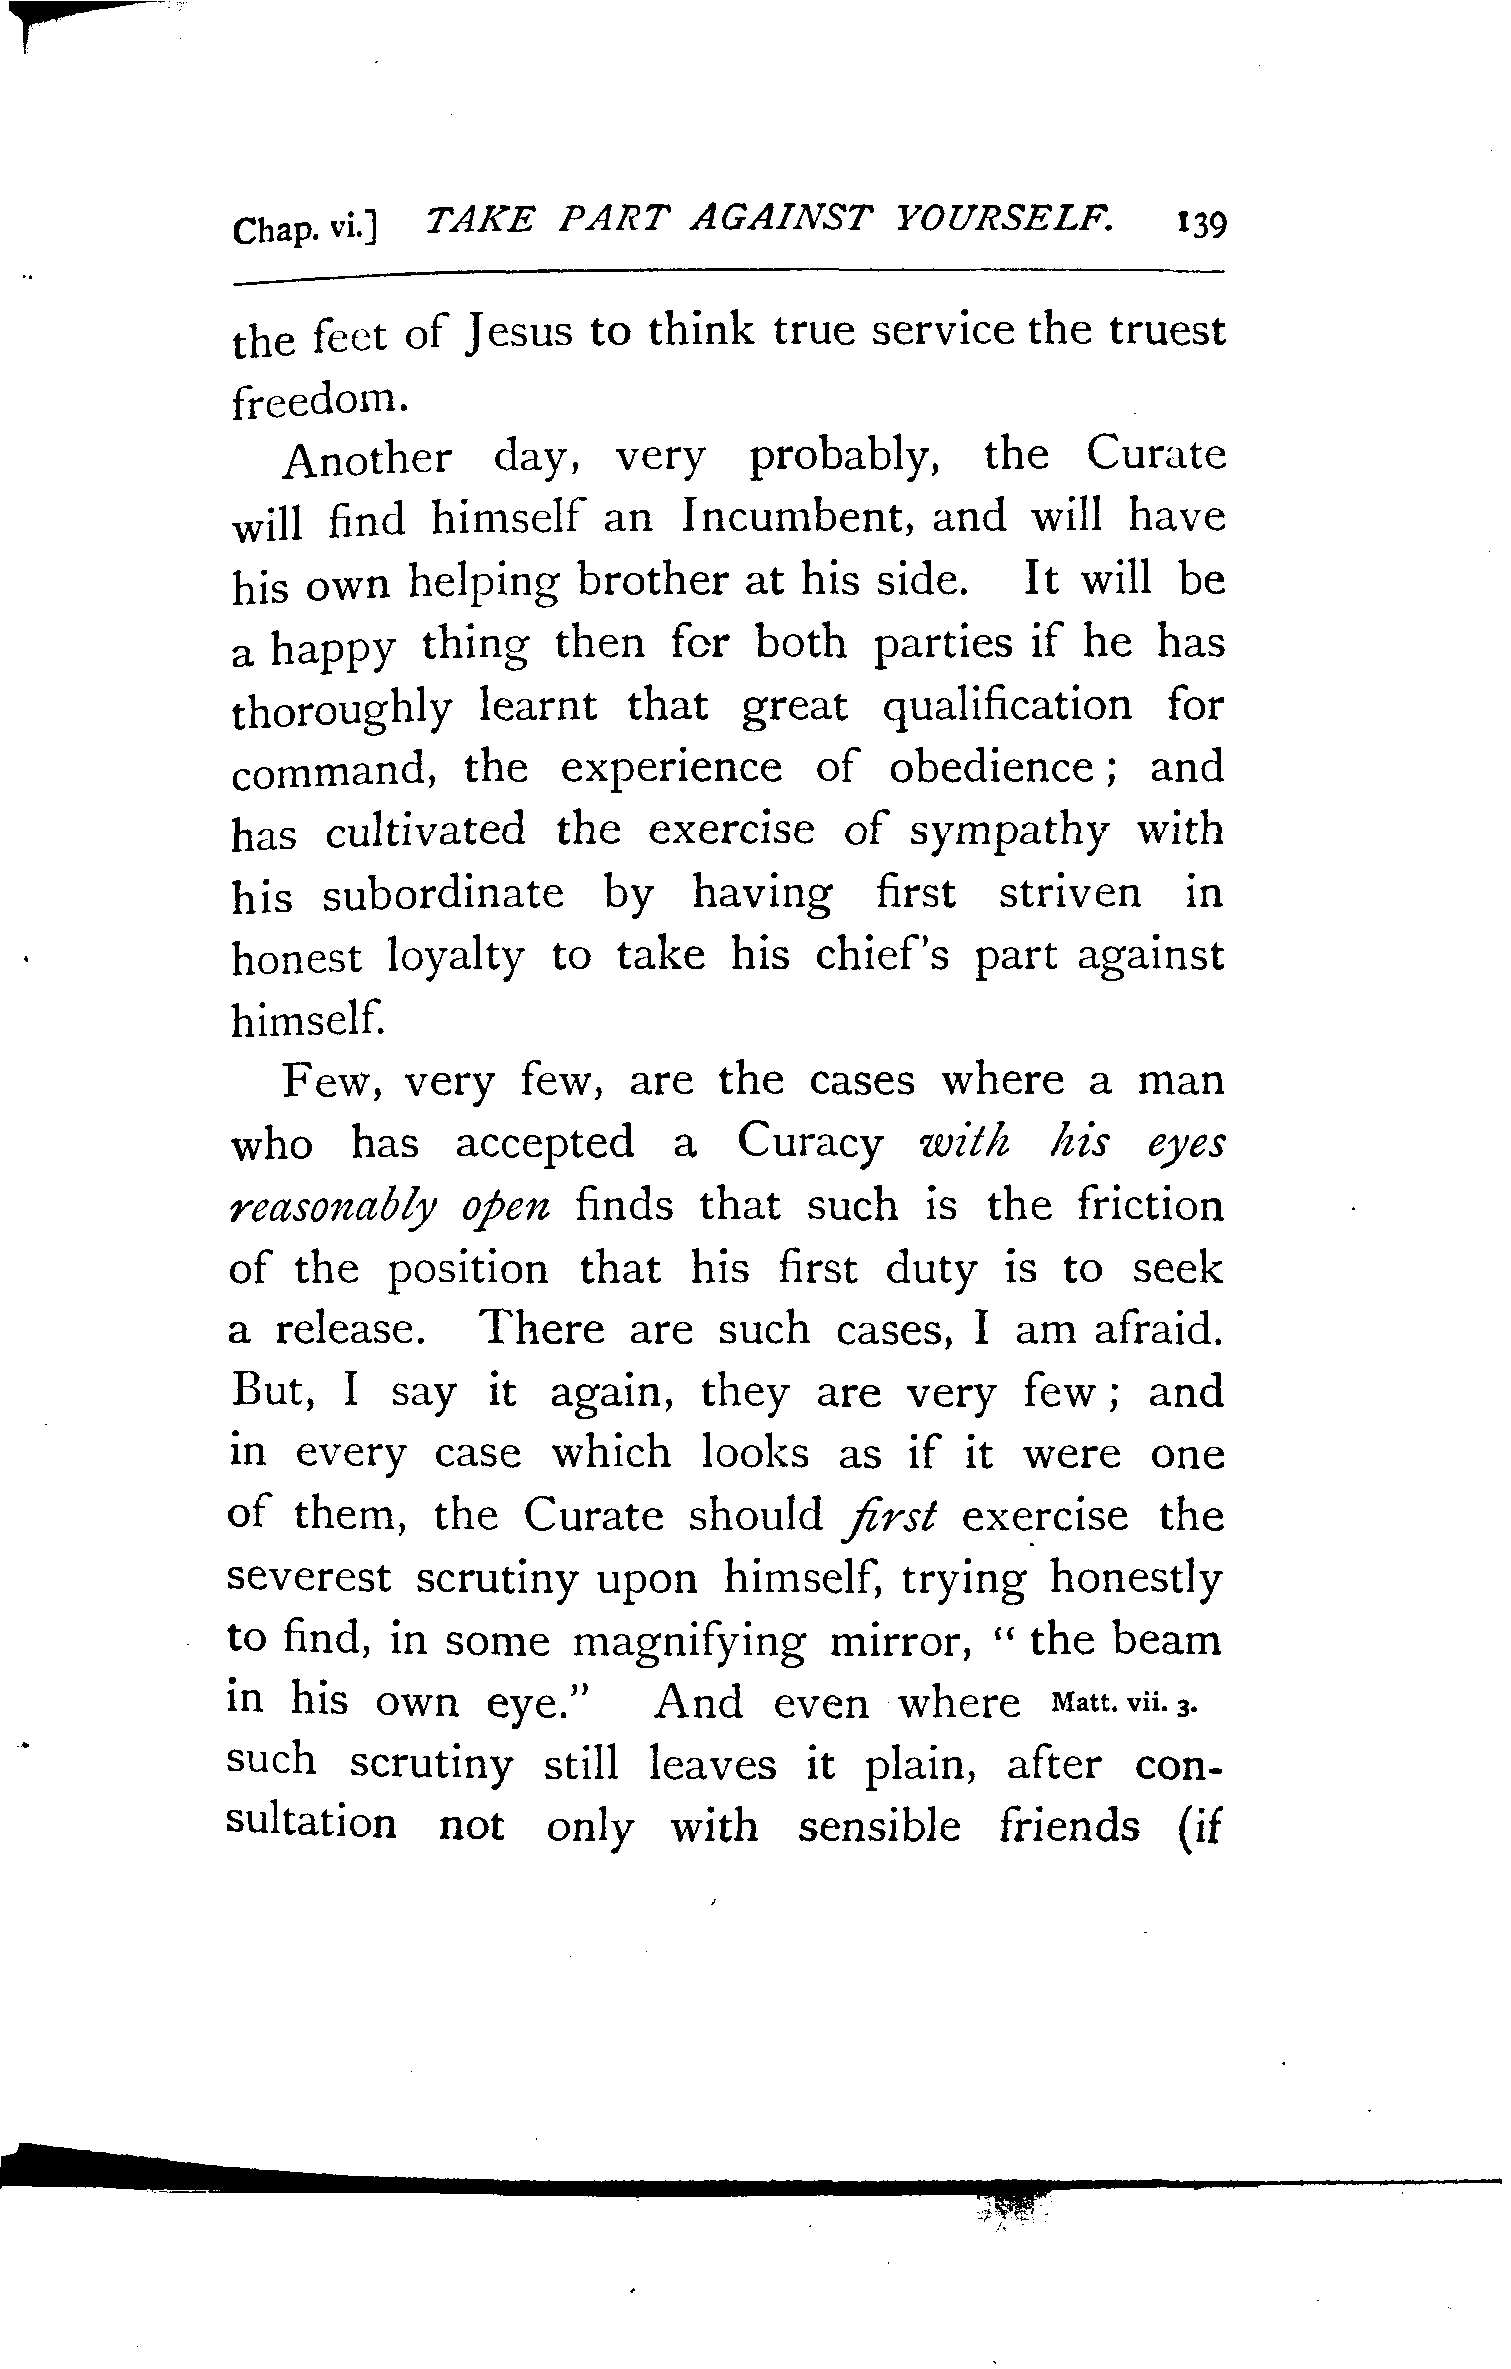 Chap. vi.] TAKE PART AGAINST YOURSELF. 139
the feet of Jesus to think true service the truest
freedom.
Another day, very probably, the Curate
will find himself an Incumbent, and will have
his own helping brother at his side. It will be
a happy thing then for both parties if he has
thoroughly learnt that great qualification for
command, the experience of obedience ; and
has cultivated the exercise of sympathy with
his subordinate by having first striven in
honest loyalty to take his chief's part against
himself.
Few, very few, are the cases where a man
who has accepted a Curacy with his eyes
reasonably open finds that such is the friction
of the position that his first duty is to seek
a release. There are such cases, I am afraid.
But, I say it again, they are very few ; and
in every case which looks as if it were one
of them, the Curate should first exercise the
severest scrutiny upon himself, trying honestly
to find, in some magnifying mirror, " the beam
in his own eye." And even where Matt. vii. 3.
such scrutiny still leaves it plain, after con-
sultation not only with sensible friends (if